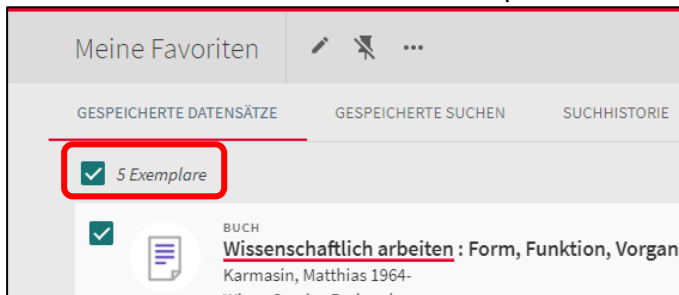 Meine Favoriten
GESPEICHERTE DATENSÄTZE GESPEICHERTE SUCHEN SUCHHISTORIE
5 Exemplare
BUCH
Wissenschaftlich arbeiten : Form, Funktion, Vorgan
Karmasin, Matthias 1964-